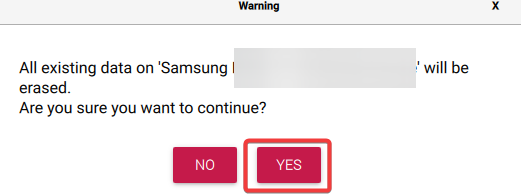 Warning
X
All existing data on 'Samsung ' will be
erased.
Are you sure you want to continue?
NO
YES